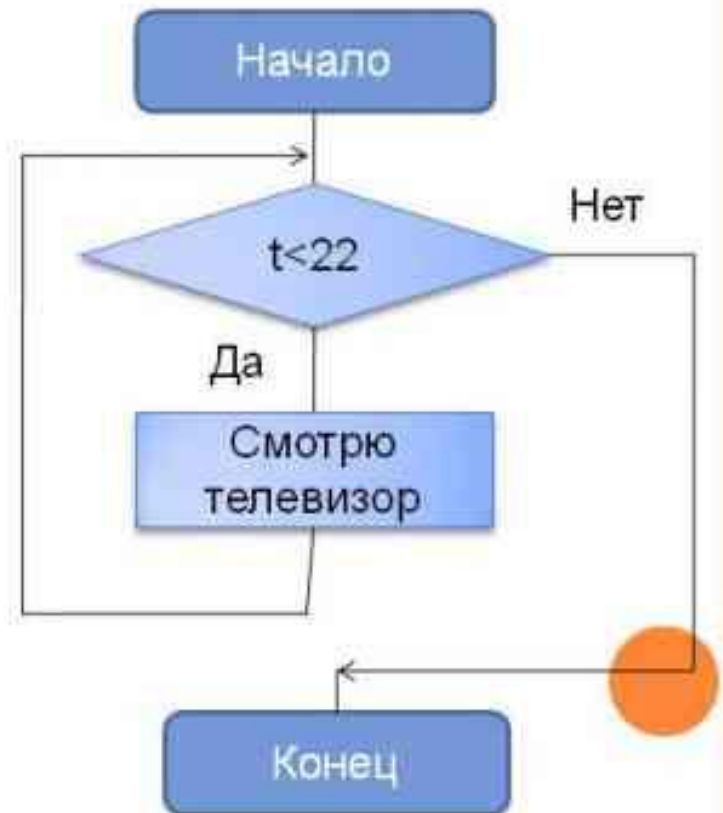 Начало
Нет
t<22
Да
Смотрю
телевизор
Конец